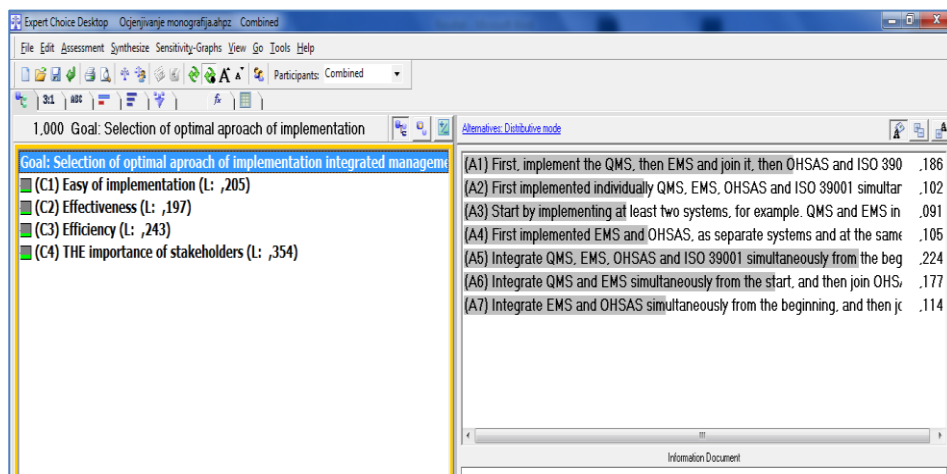 Expert Choice Desktop Ocjenjivanje monografija.ahpz Combined
File Edit Assessment Synthesize Sensitivity-Graphs View Go Tools Help
Participants: Combined
3:1 ABC fx
1,000 Goal: Selection of optimal aproach of implementation
Alternatives: Distributive mode
Goal: Selection of optimal aproach of implementation integrated manageme
(C1) Easy of implementation (L: ,205)
(C2) Effectiveness (L: ,197)
(C3) Efficiency (L: ,243)
(C4) THE importance of stakeholders (L: ,354)
(A1) First, implement the QMS, then EMS and join it, then OHSAS and ISO 390 ,186
(A2) First implemented individually QMS, EMS, OHSAS and ISO 39001 simultar ,102
(A3) Start by implementing at least two systems, for example. QMS and EMS in ,091
(A4) First implemented EMS and OHSAS, as separate systems and at the same ,105
(A5) Integrate QMS, EMS, OHSAS and ISO 39001 simultaneously from the beg ,224
(A6) Integrate QMS and EMS simultaneously from the start, and then join OHS/ ,177
(A7) Integrate EMS and OHSAS simultaneously from the beginning, and then jc ,114
Information Document